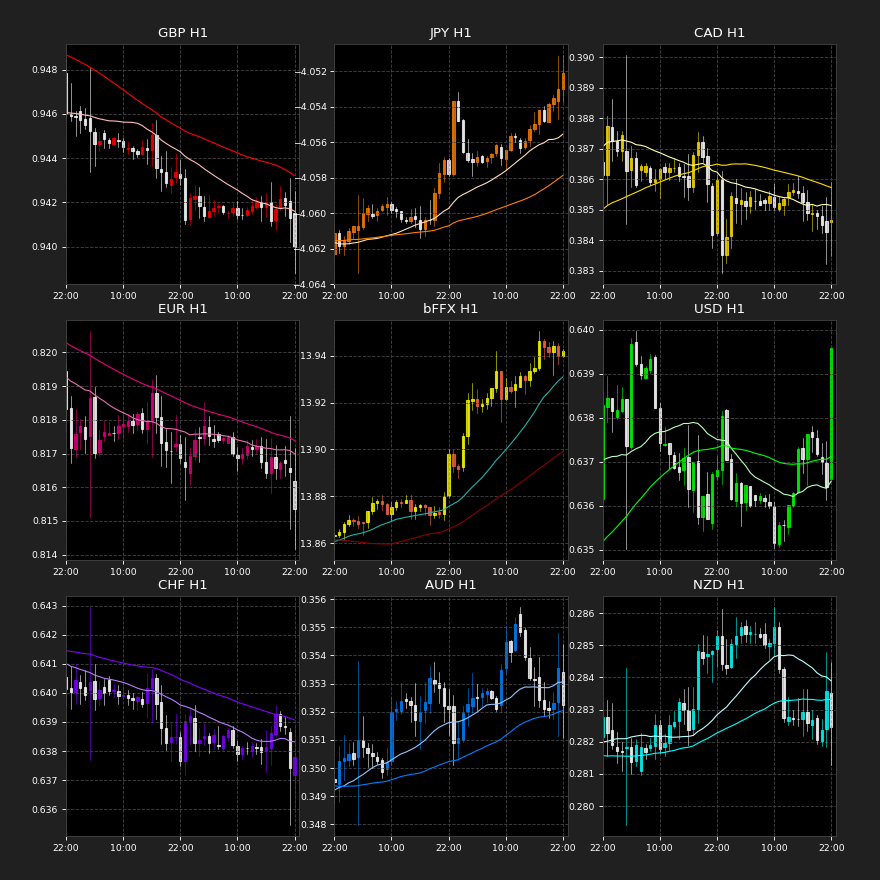 GBP H1 JPY H1 CAD H1
0.948 −4.052 0.390
0.946 −4.054 0.389
0.944 −4.056 0.388
0.942 −4.058 0.387
0.940 −4.060 0.386
−4.062 0.385
−4.064 0.384
0.383
22:00 10:00 22:00 10:00 22:00 22:00 10:00 22:00 10:00 22:00 22:00 10:00 22:00 10:00 22:00
EUR H1 bFFX H1 USD H1
0.820 13.94 0.640
0.819 13.92 0.639
0.818 13.90 0.638
0.817 13.88 0.637
0.816 13.86 0.636
0.815 0.635
0.814
22:00 10:00 22:00 10:00 22:00 22:00 10:00 22:00 10:00 22:00 22:00 10:00 22:00 10:00 22:00
CHF H1 AUD H1 NZD H1
0.643 0.356 0.286
0.642 0.355 0.285
0.641 0.354 0.284
0.640 0.353 0.283
0.639 0.352 0.282
0.638 0.351 0.281
0.637 0.350 0.280
0.636 0.349
0.348
22:00 10:00 22:00 10:00 22:00 22:00 10:00 22:00 10:00 22:00 22:00 10:00 22:00 10:00 22:00